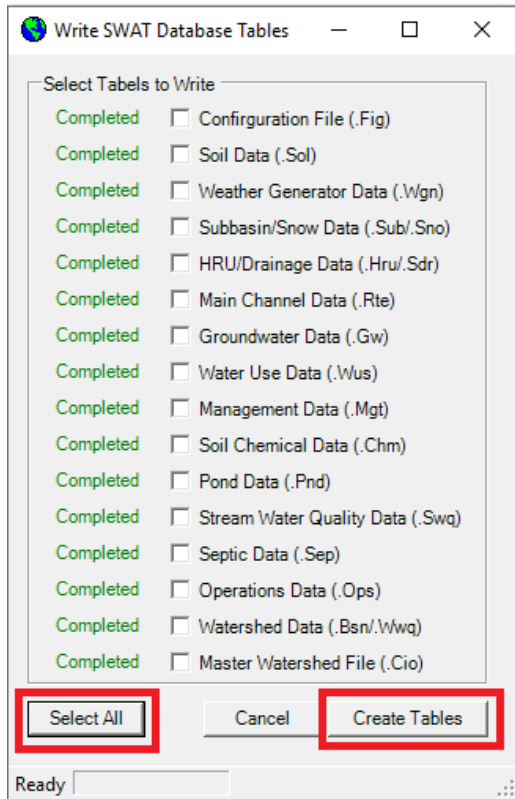 Write SWAT Database Tables
Select Tabels to Write
Completed Confirguration File (.Fig)
Completed Soil Data (.Sol)
Completed Weather Generator Data (.Wgn)
Completed Subbasin/Snow Data (.Sub/.Sno)
Completed HRU/Drainage Data (.Hru/.Sdr)
Completed Main Channel Data (.Rte)
Completed Groundwater Data (.Gw)
Completed Water Use Data (.Wus)
Completed Management Data (.Mgt)
Completed Soil Chemical Data (.Chm)
Completed Pond Data (.Pnd)
Completed Stream Water Quality Data (.Swq)
Completed Septic Data (.Sep)
Completed Operations Data (.Ops)
Completed Watershed Data (.Bsn/.Wwq)
Completed Master Watershed File (.Cio)
Select All Cancel Create Tables
Ready